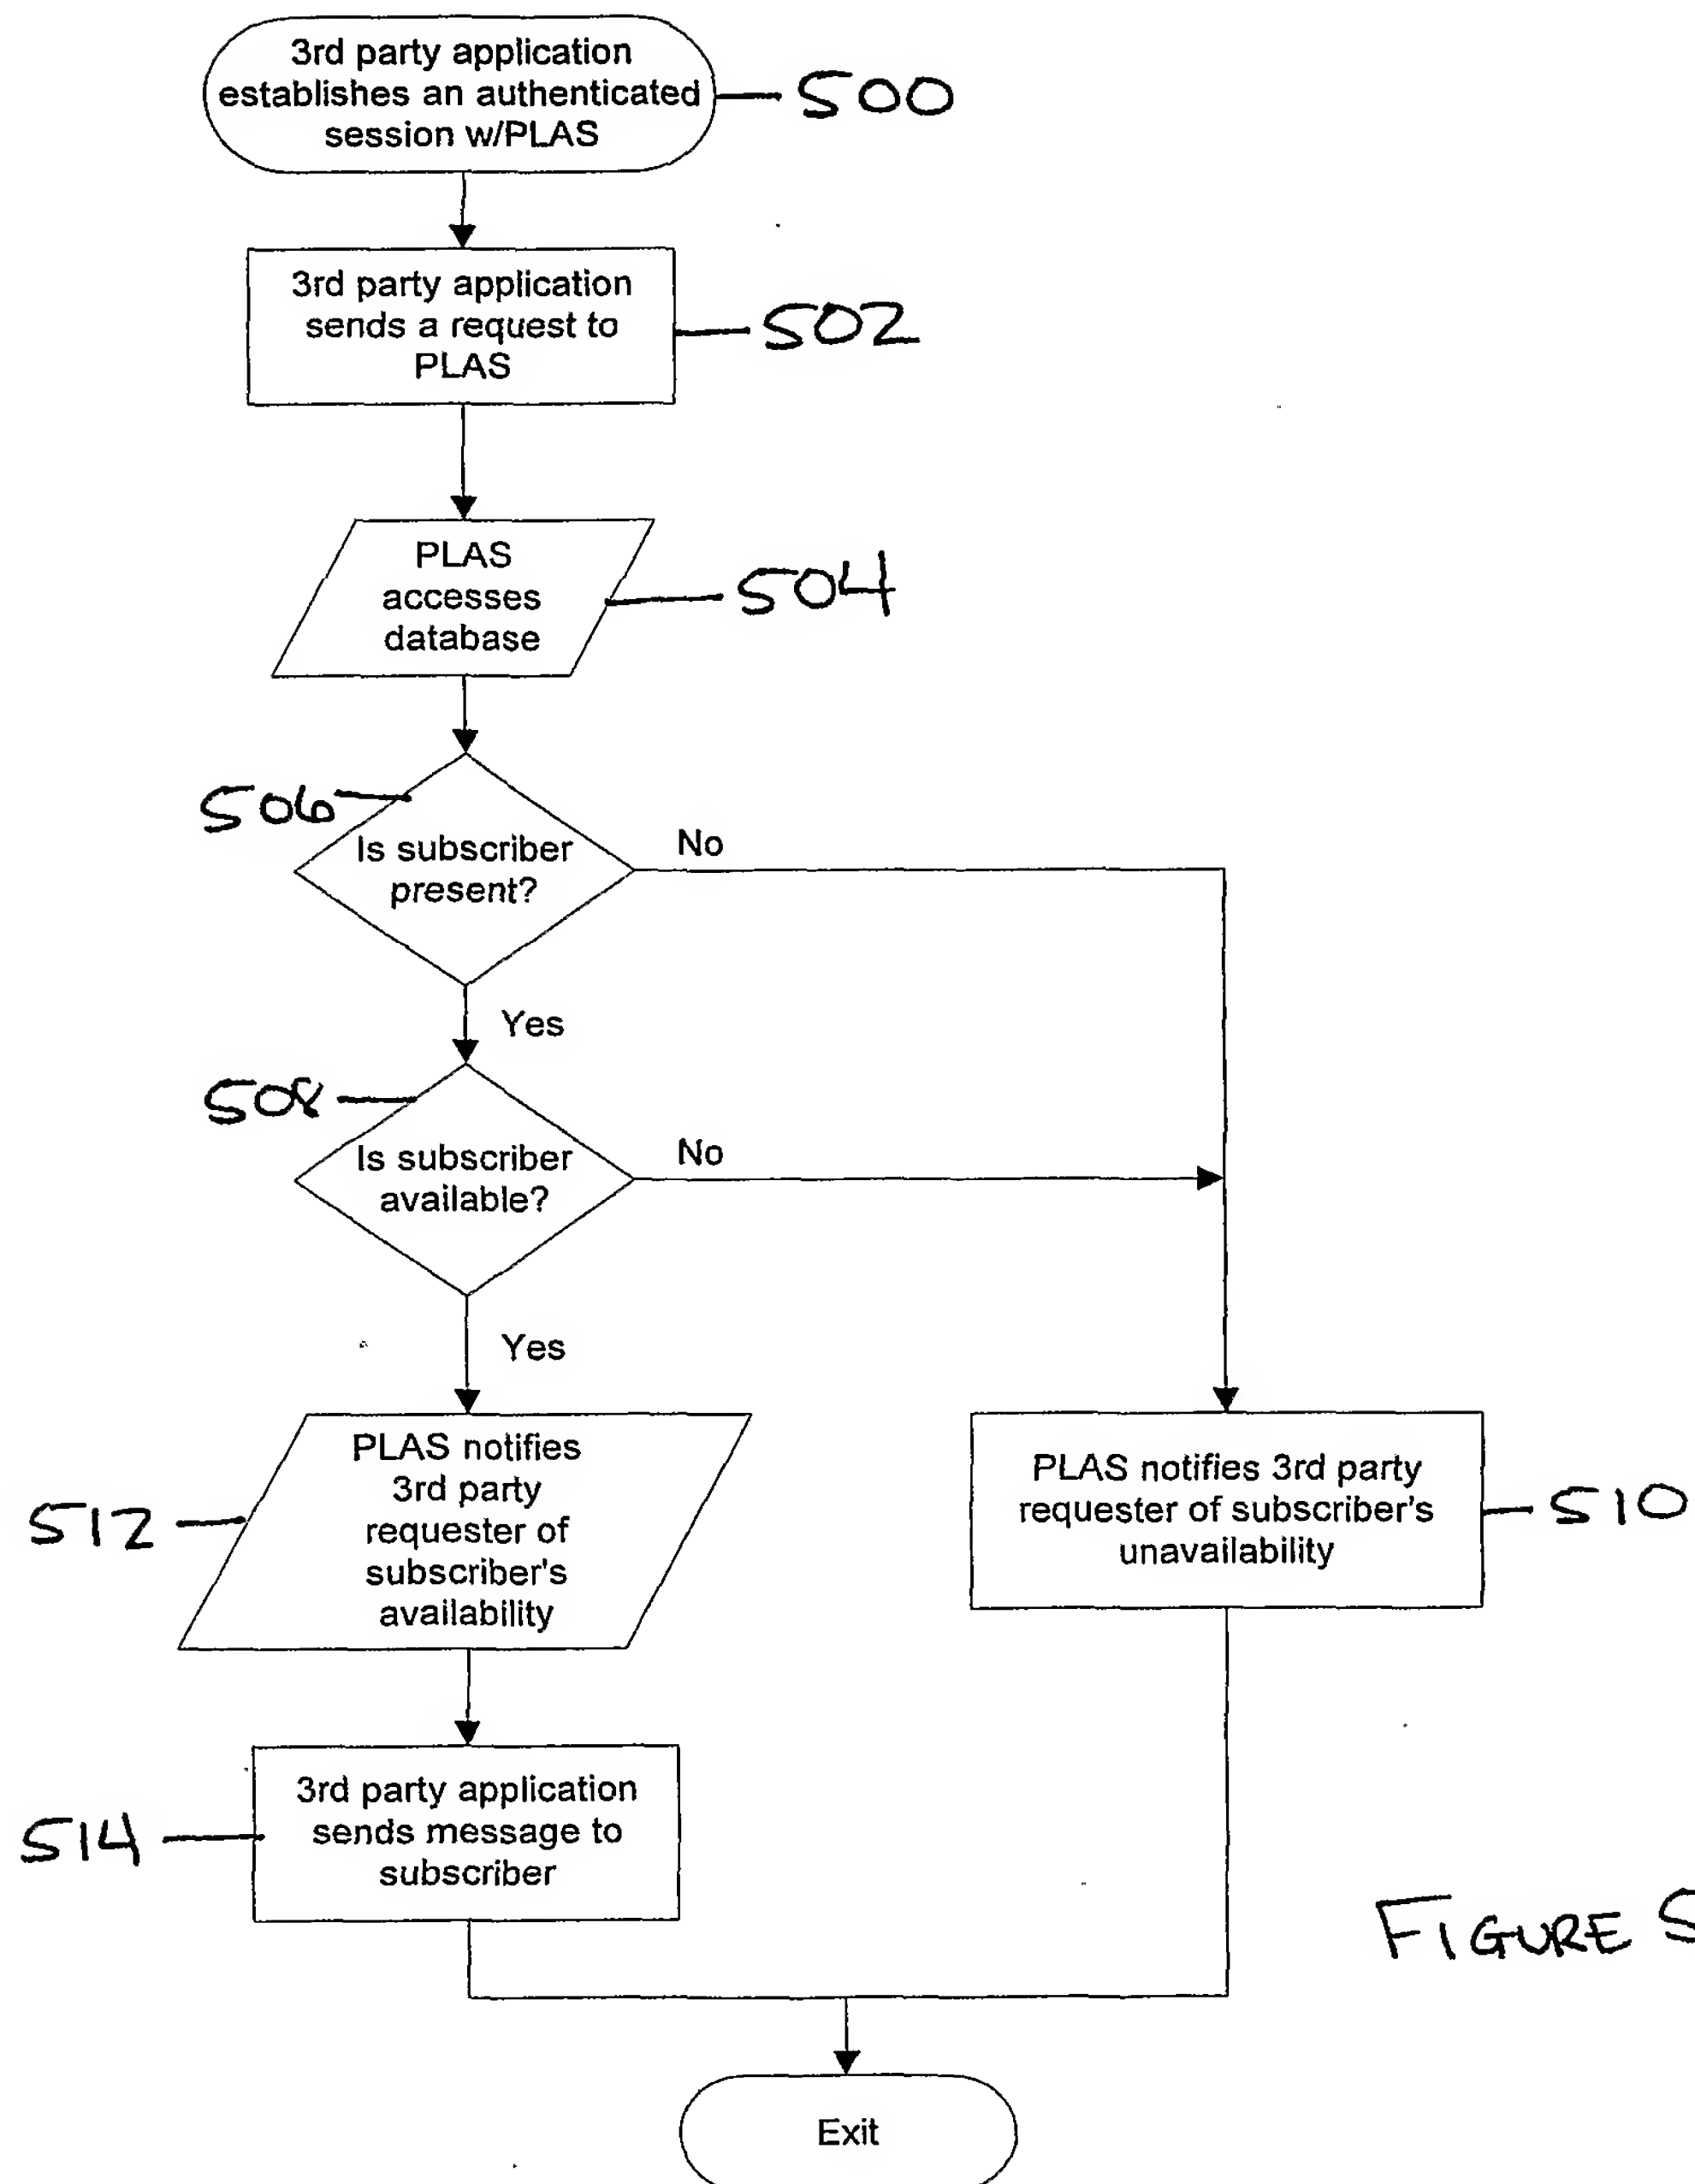 3rd party application
establishes an authenticated
session w/PLAS
500
3rd party application
sends a request to
PLAS
502
PLAS
accesses
database
504
506
Is subscriber
present?
No
Yes
508
Is subscriber
available?
No
Yes
PLAS notifies
3rd party
requester of
subscriber's
availability
512
PLAS notifies 3rd party
requester of subscriber's
unavailability
510
3rd party application
sends message to
subscriber
514
FIGURE 5
Exit